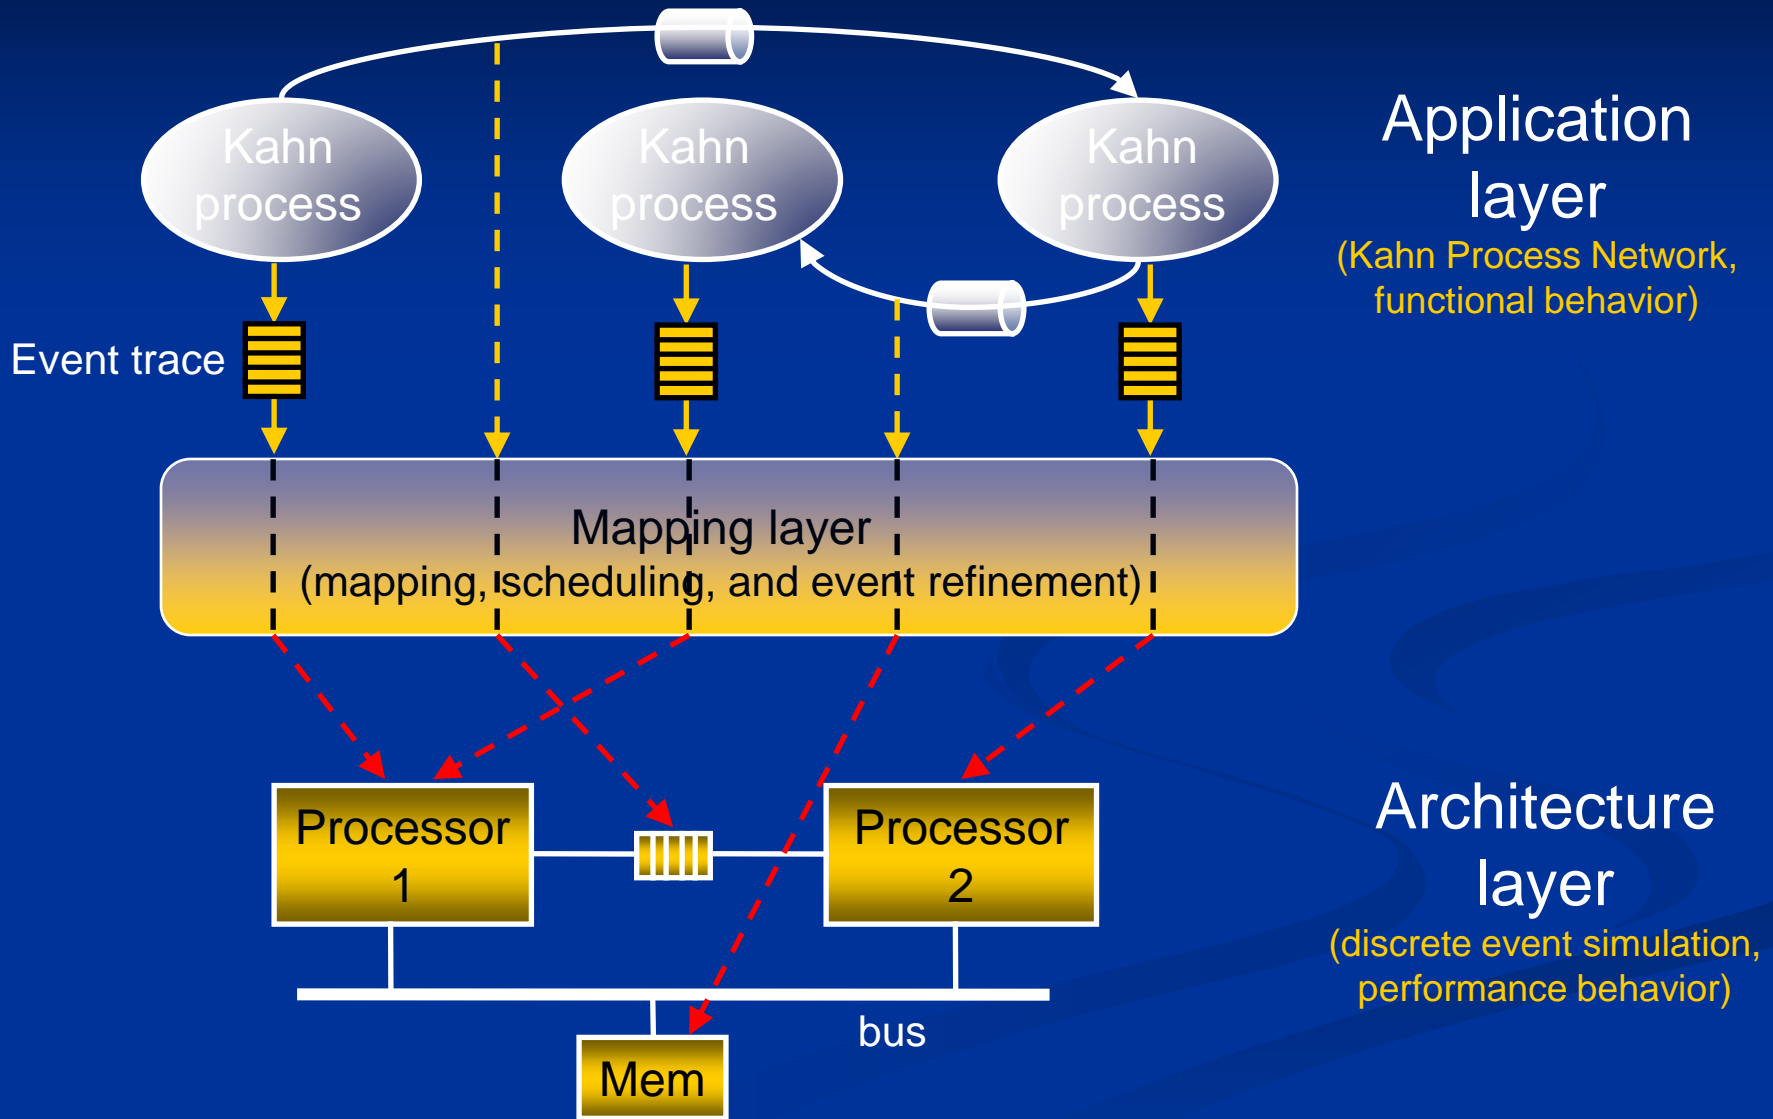 Kahn
process
Kahn
process
Kahn
process
Application
layer
(Kahn Process Network,
functional behavior)
Event trace
Mapping layer
(mapping, scheduling, and event refinement)
Processor
1
Processor
2
Architecture
layer
(discrete event simulation,
performance behavior)
bus
Mem